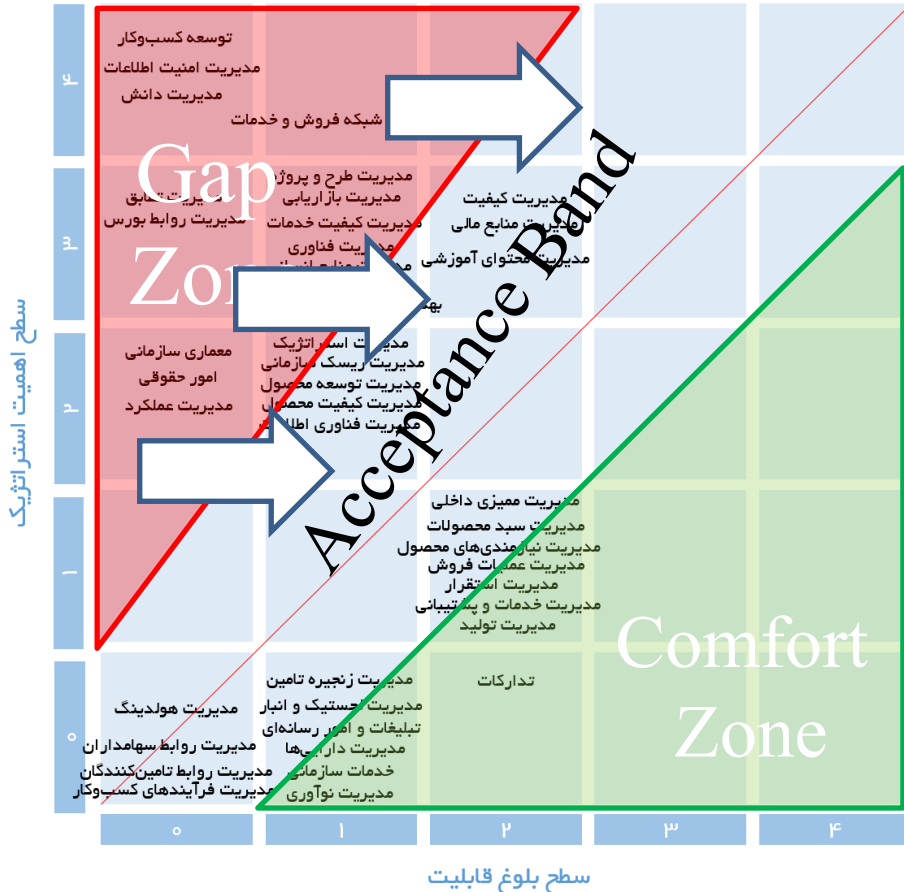 سطح اهمیت استراتژیک
۴
توسعه کسب‌وکار
مدیریت امنیت اطلاعات
مدیریت دانش
شبکه فروش و خدمات
۳
مدیریت تطابق
مدیریت روابط بورس
مدیریت طرح و پروژه
مدیریت بازاریابی
مدیریت کیفیت خدمات
مدیریت فناوری
مدیریت کیفیت
مدیریت منابع مالی
مدیریت محتوای آموزشی
۲
معماری سازمانی
امور حقوقی
مدیریت عملکرد
مدیریت استراتژیک
مدیریت ریسک سازمانی
مدیریت توسعه محصول
مدیریت کیفیت محصول
مدیریت فناوری
۱
مدیریت ممیزی داخلی
مدیریت سبد محصولات
مدیریت نیازمندی‌های محصول
مدیریت عملیات فروش
مدیریت استقرار
مدیریت خدمات و پشتیبانی
مدیریت تولید
۰
مدیریت هولدینگ
مدیریت روابط سهامداران
مدیریت روابط تامین‌کنندگان
مدیریت فرآیندهای کسب‌وکار
مدیریت زنجیره تامین
مدیریت لجستیک و انبار
تبلیغات و امور رسانه‌ای
مدیریت دارایی‌ها
خدمات سازمانی
مدیریت نوآوری
تدارکات
Gap
Zone
Acceptance Band
Comfort
Zone
۰ ۱ ۲ ۳ ۴
سطح بلوغ قابلیت